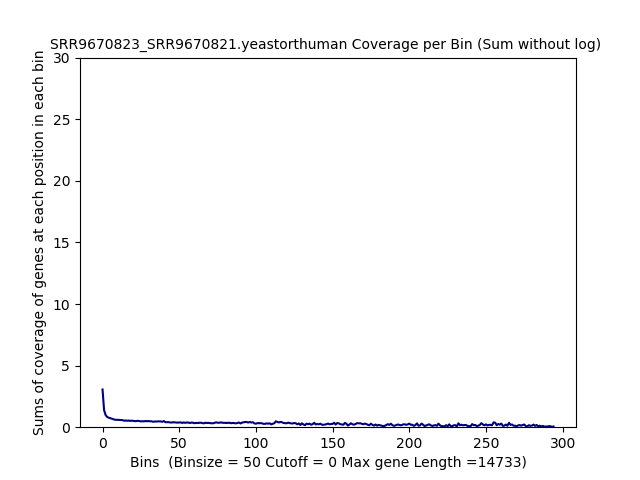 SRR9670823_SRR9670821.yeastorthuman Coverage per Bin (Sum without log)
Sums of coverage of genes at each position in each bin
30
25
20
15
10
5
0
0 50 100 150 200 250 300
Bins  (Binsize = 50 Cutoff = 0 Max gene Length =14733)